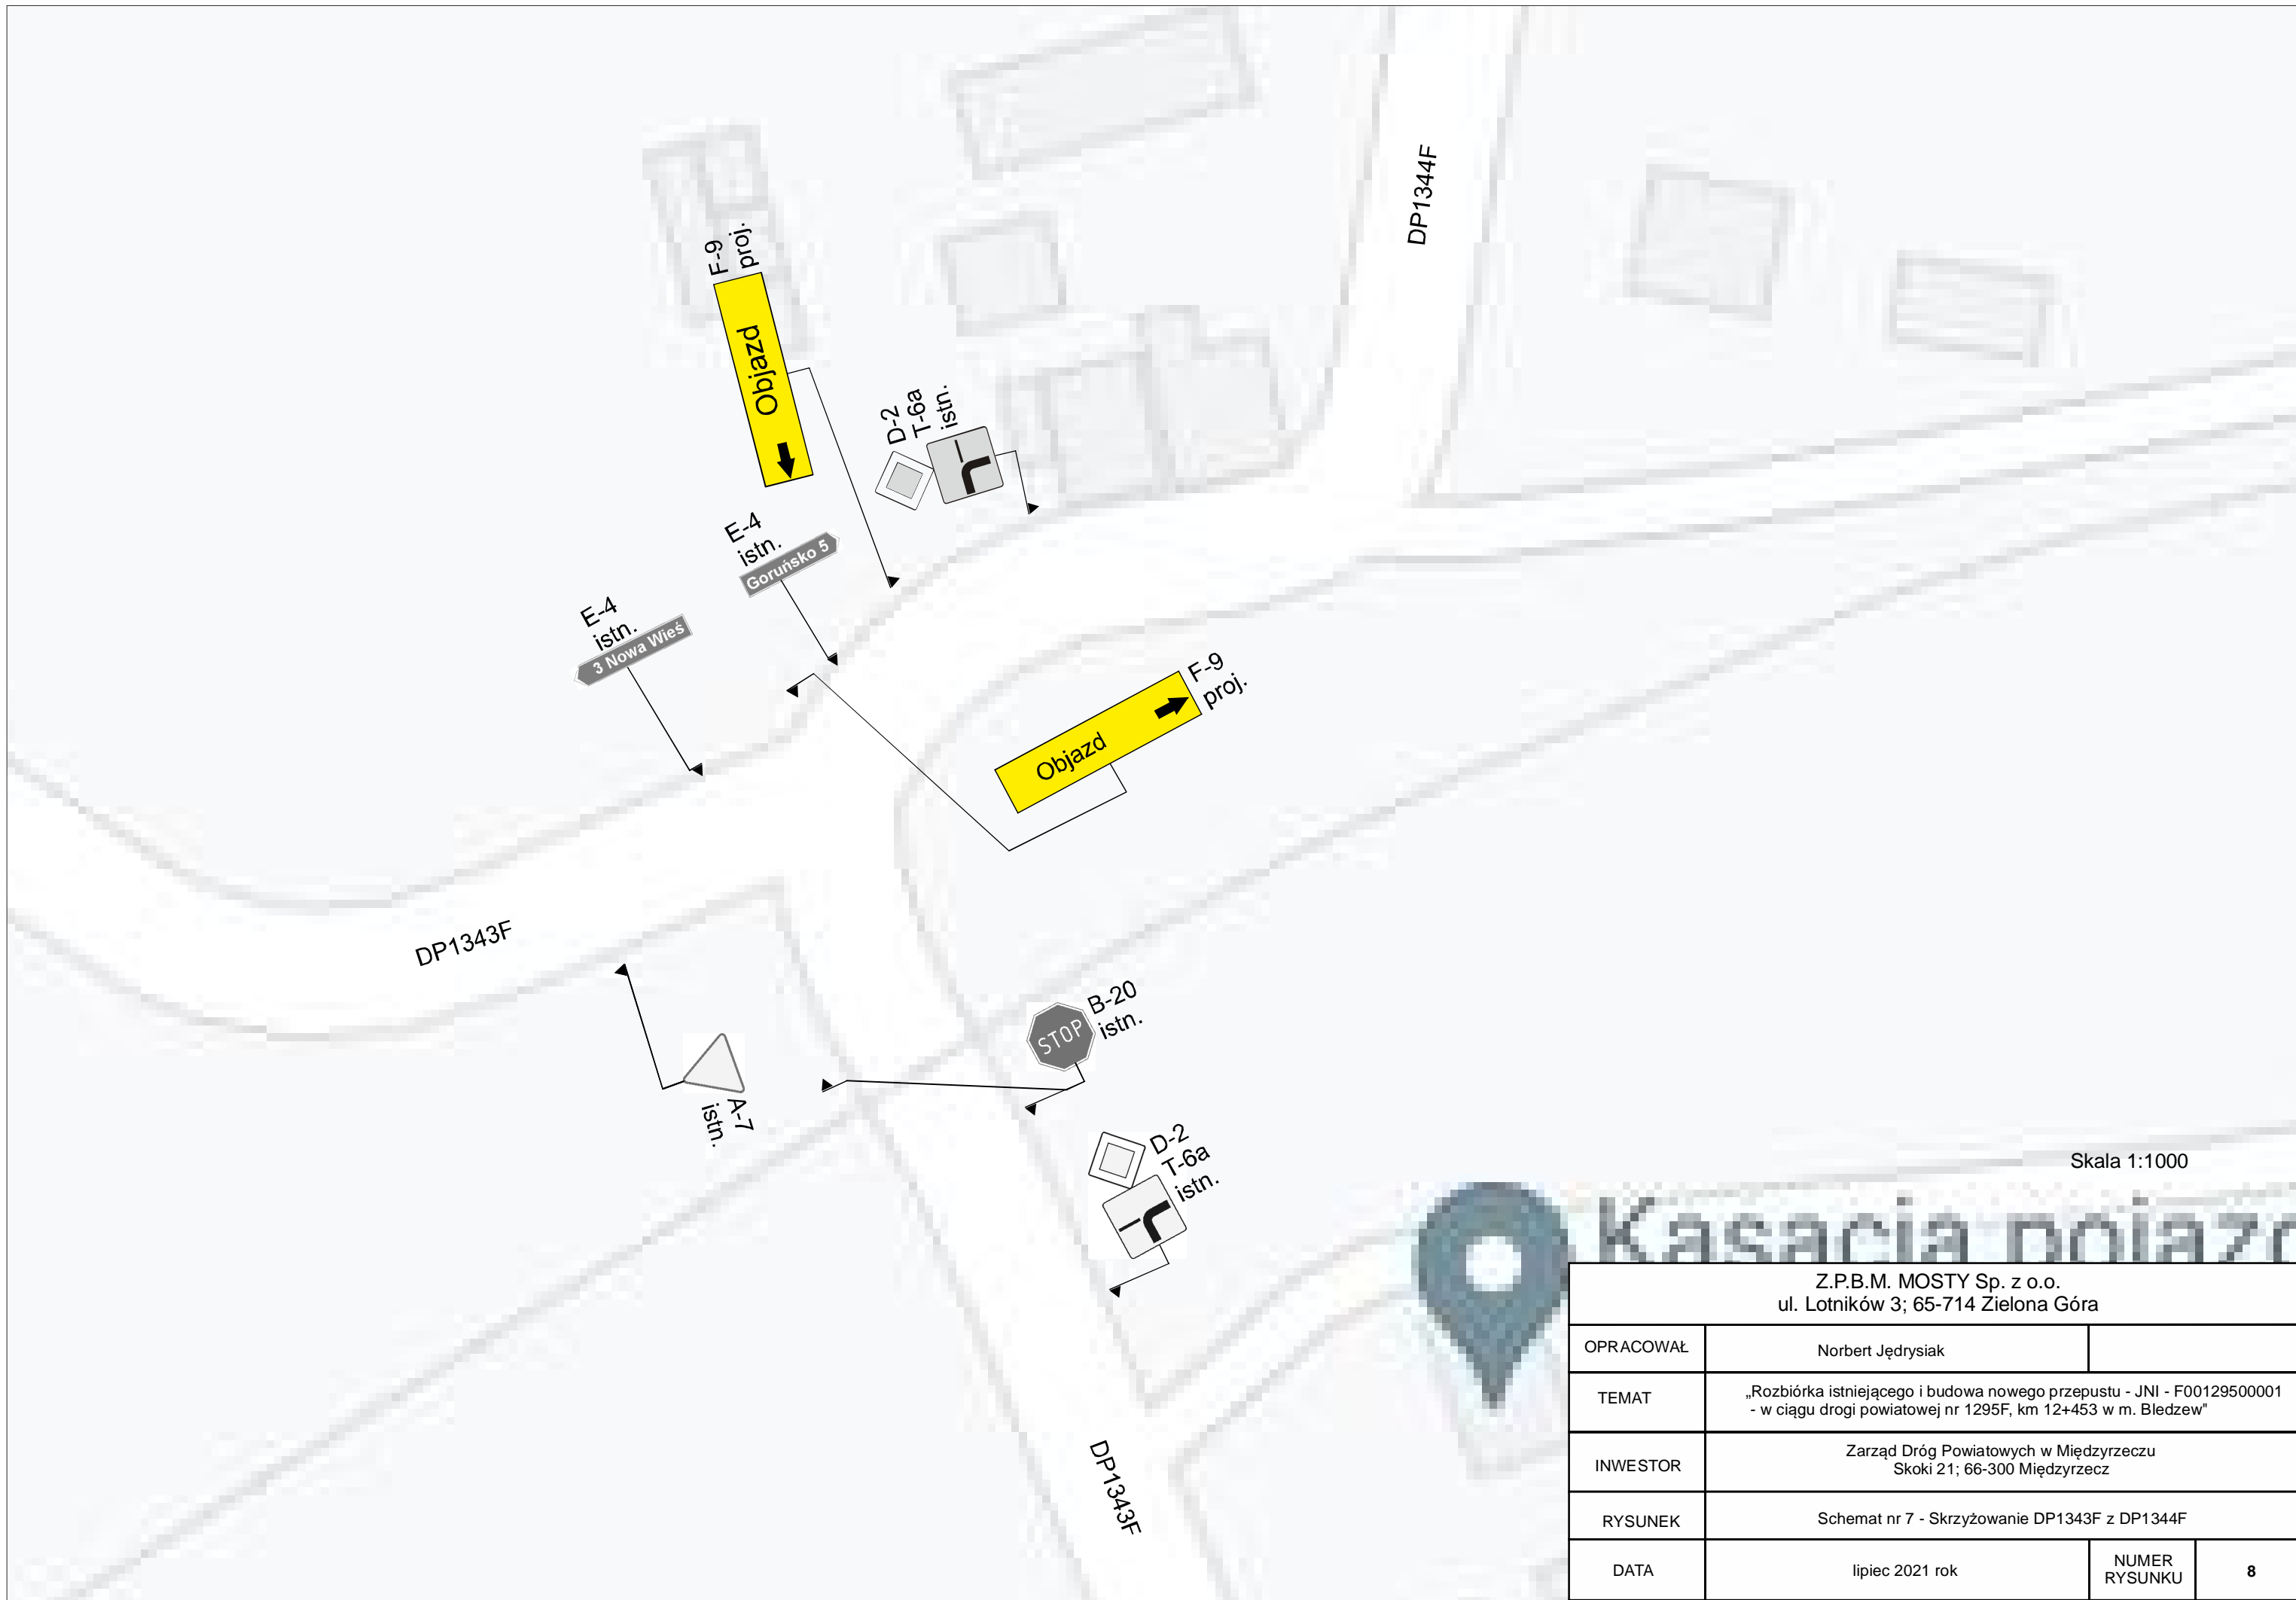 DP1344F
F-9
proj.
Objazd
D-2
T-6a
istn.
E-4
istn.
Goruńsko 5
E-4
istn.
3 Nowa Wieś
F-9
proj.
Objazd
DP1343F
B-20
istn.
STOP
A-7
istn.
D-2
T-6a
istn.
DP1343F
Skala 1:1000
Kasacja pojazd
Z.P.B.M. MOSTY Sp. z o.o.
ul. Lotników 3; 65-714 Zielona Góra
OPRACOWAŁ
Norbert Jędrysiak
TEMAT
„Rozbiórka istniejącego i budowa nowego przepustu - JNI - F00129500001
- w ciągu drogi powiatowej nr 1295F, km 12+453 w m. Bledzew"
INWESTOR
Zarząd Dróg Powiatowych w Międzyrzeczu
Skoki 21; 66-300 Międzyrzecz
RYSUNEK
Schemat nr 7 - Skrzyżowanie DP1343F z DP1344F
DATA
lipiec 2021 rok
NUMER
RYSUNKU
8